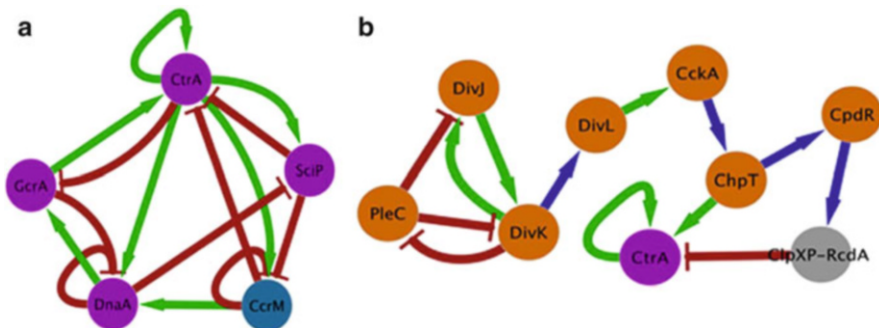 a
CtrA
GcrA
SciP
DnaA
CcrM
b
DivJ
CckA
DivL
CpdR
ChpT
PleC
DivK
CtrA
ClpXP-RcdA